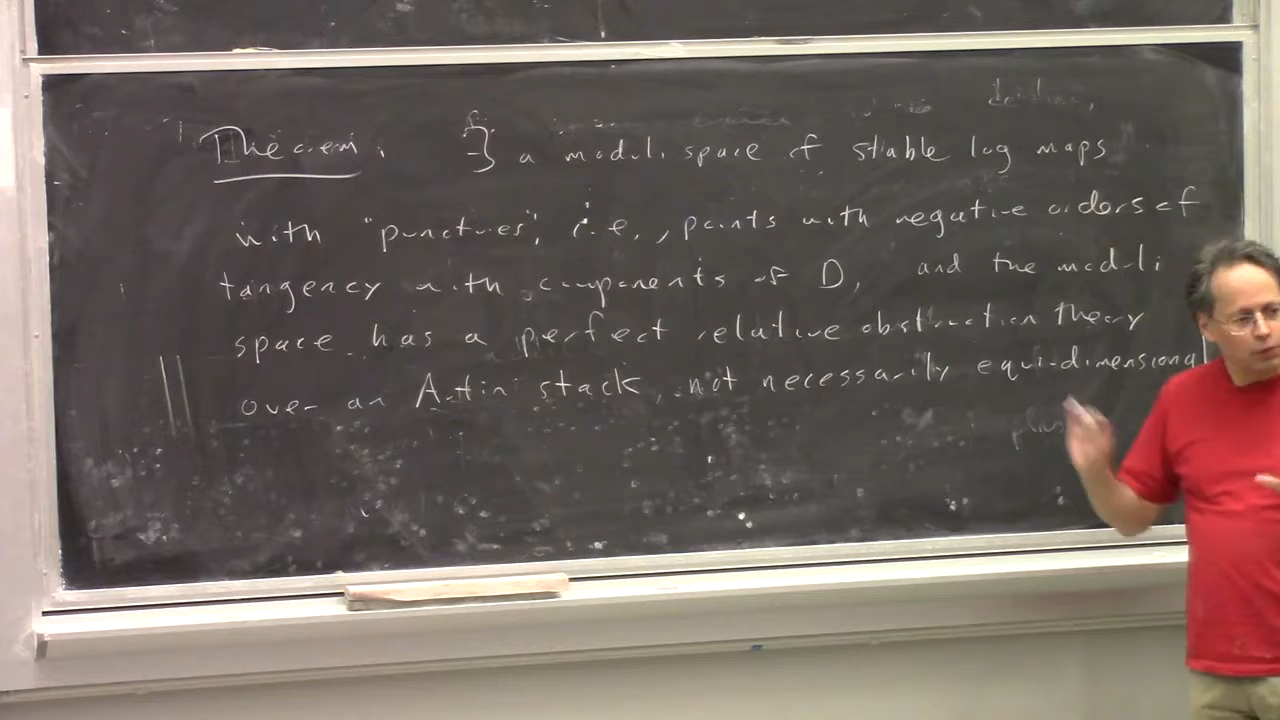 Theorem: ∃ a moduli space of stable log maps
with "punctures", i.e., points with negative orders of
tangency with components of D, and the moduli
space has a perfect relative obstruction theory
over an Artin stack, not necessarily equi-dimensional